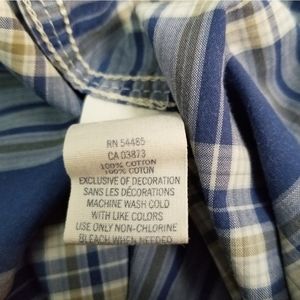 RN 54485
CA 03873
100% COTTON
100% COTON
EXCLUSIVE OF DECORATION
SANS LES DÉCORATIONS
MACHINE WASH COLD
WITH LIKE COLORS
USE ONLY NON-CHLORINE
BLEACH WHEN NEEDED